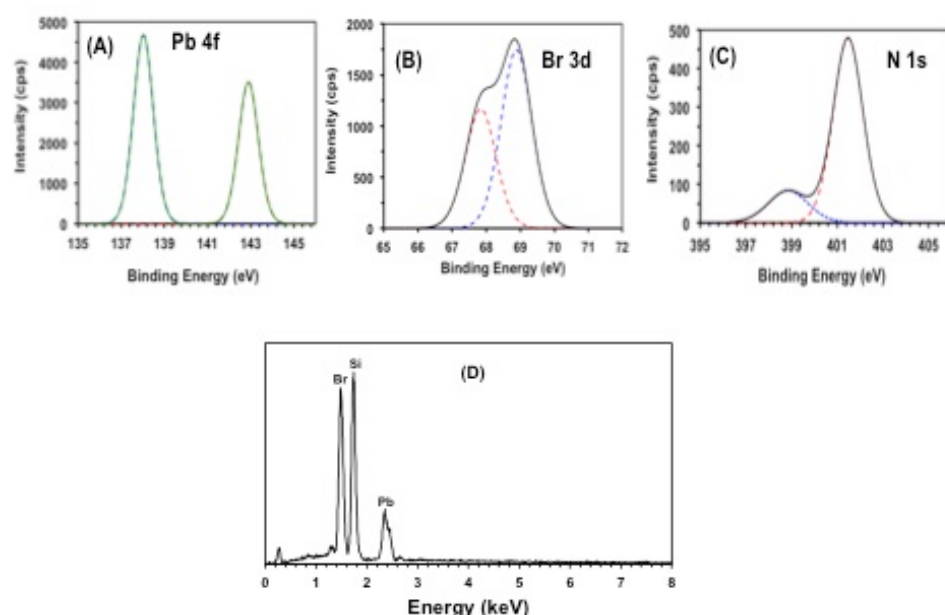 (A)
Pb 4f
Intensity (cps)
5000
4000
3000
2000
1000
0
135
137
139
141
143
145
Binding Energy (eV)
(B)
Br 3d
Intensity (cps)
2000
1500
1000
500
0
65
66
67
68
69
70
71
72
Binding Energy (eV)
(C)
N 1s
Intensity (cps)
500
400
300
200
100
0
395
397
399
401
403
405
Binding Energy (eV)
(D)
Br
Si
Pb
0
1
2
3
4
5
6
7
8
Energy (keV)